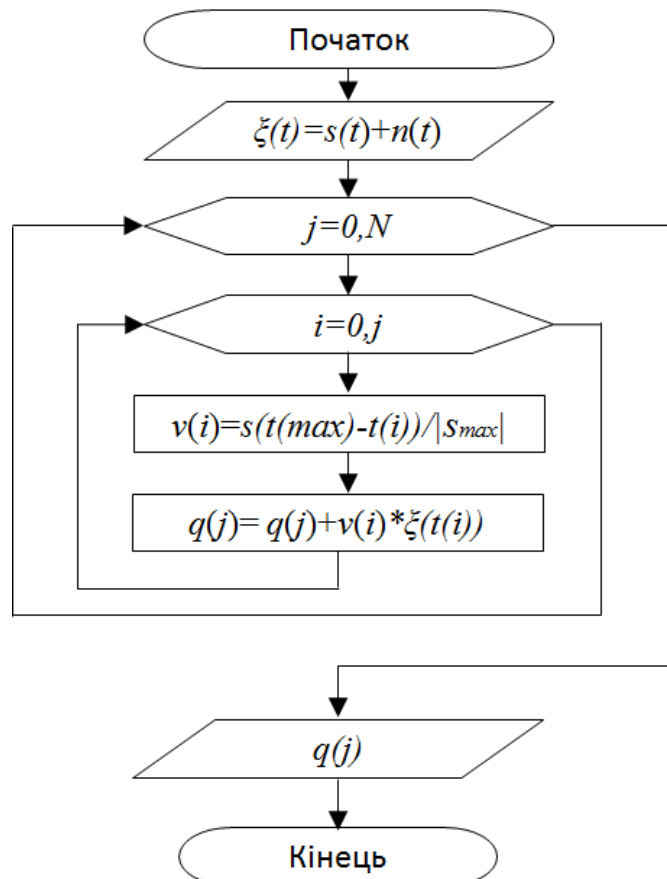 Початок
ξ(t)=s(t)+n(t)
j=0,N
i=0,j
v(i)=s(t(max)-t(i))/|smax|
q(j)= q(j)+v(i)*ξ(t(i))
q(j)
Кінець